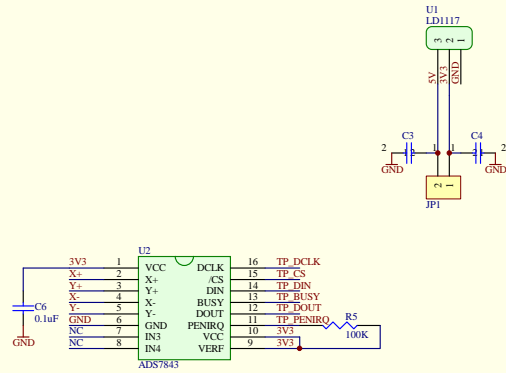 U1
LD1117
3 2 1
5V 3V3 GND
C3 C4
2 1 1 2
GND GND
2 1
JP1
U2
3V3 1 VCC DCLK 16 TP_DCLK
X+ 2 X+ /CS 15 TP_CS
Y+ 3 Y+ DIN 14 TP_DIN
X- 4 X- BUSY 13 TP_BUSY
Y- 5 Y- DOUT 12 TP_DOUT
GND 6 GND PENIRQ 11 TP_PENIRQ
NC 7 IN3 VCC 10 3V3
NC 8 IN4 VERF 9 3V3
ADS7843
C6
0.1uF
GND
R5
100K